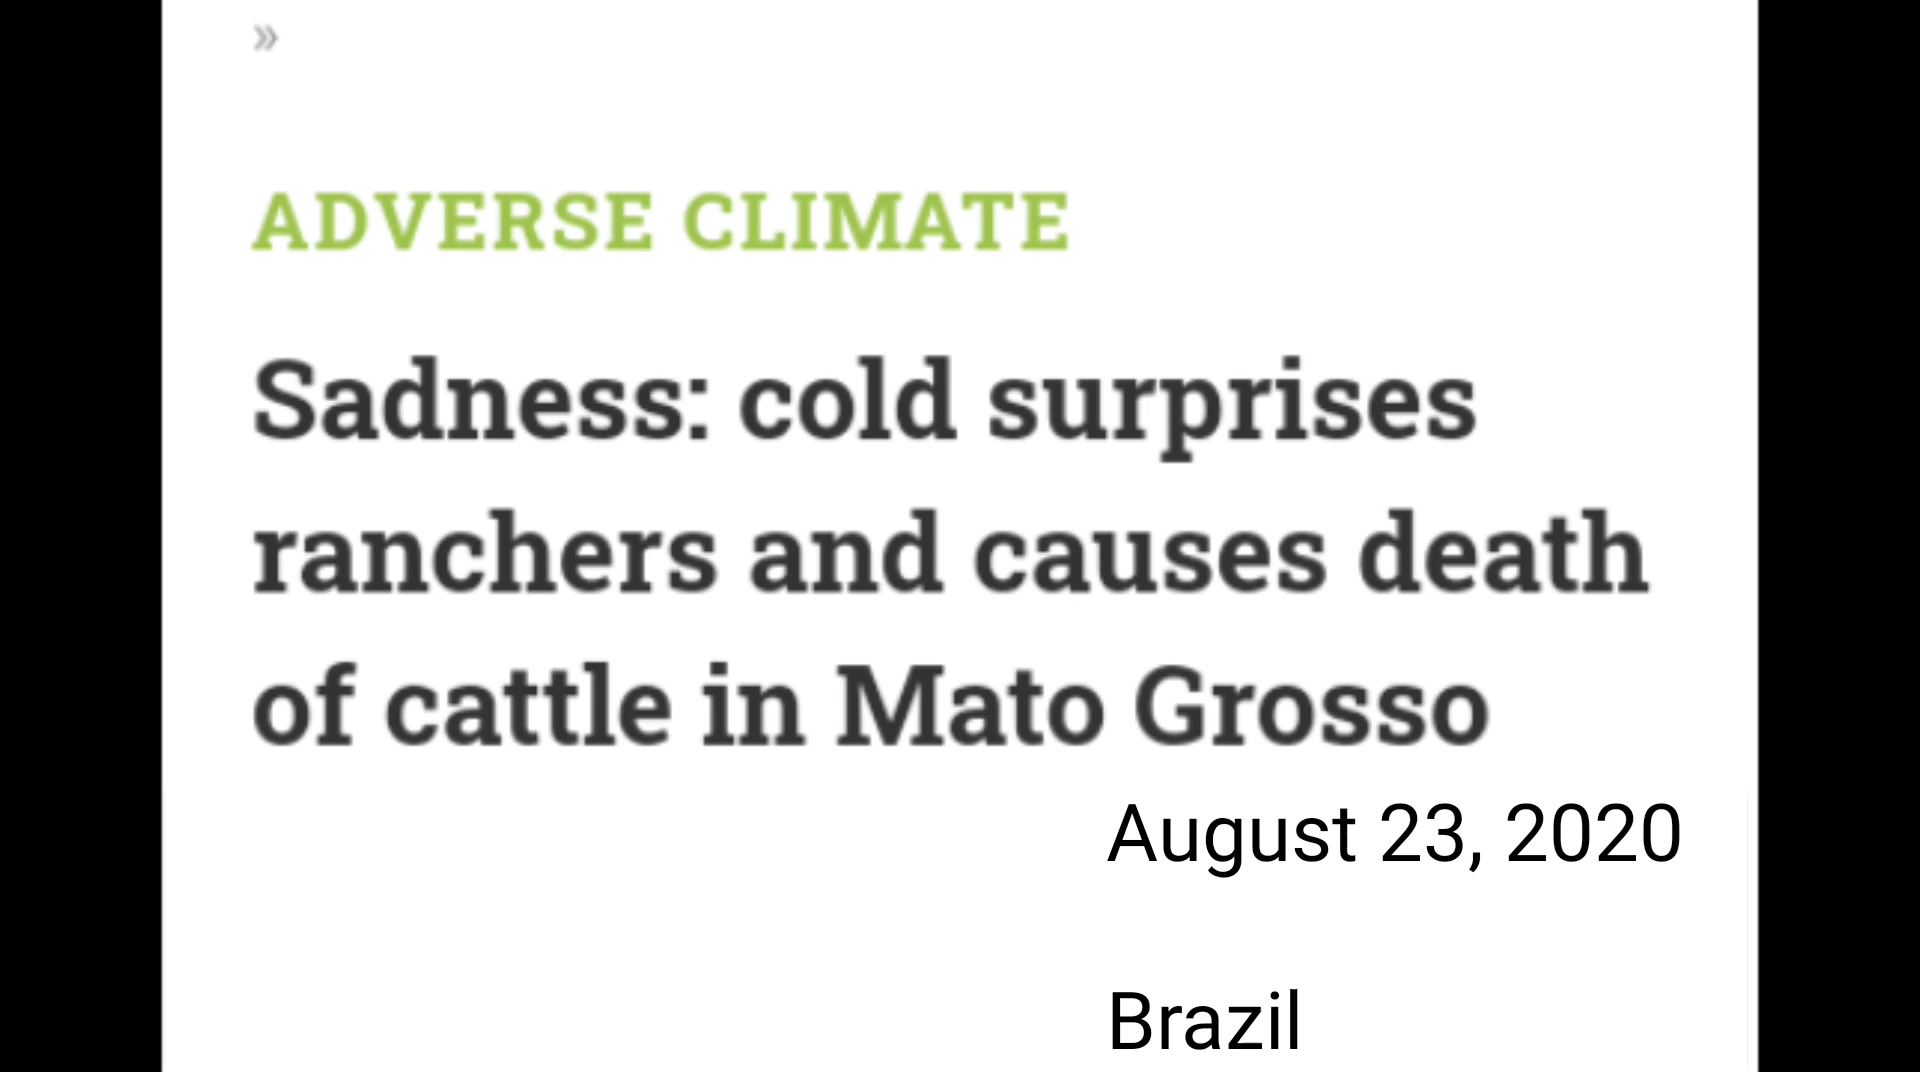 »
ADVERSE CLIMATE
Sadness: cold surprises
ranchers and causes death
of cattle in Mato Grosso
August 23, 2020
Brazil